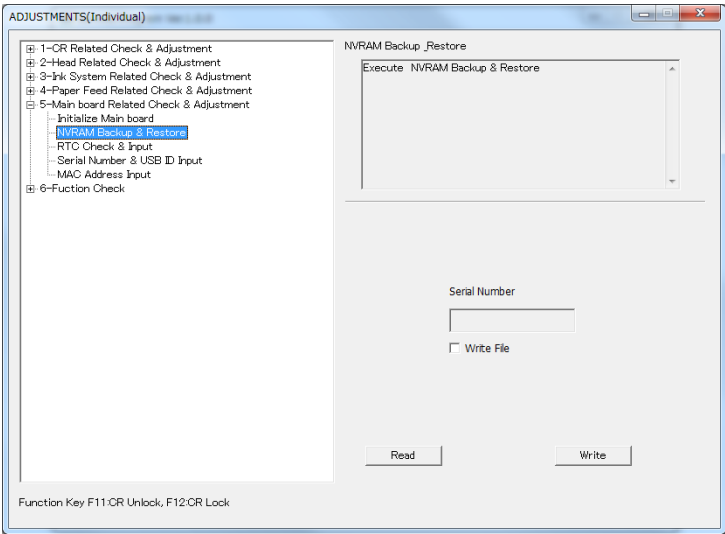 ADJUSTMENTS(Individual)
1-CR Related Check & Adjustment
2-Head Related Check & Adjustment
3-Ink System Related Check & Adjustment
4-Paper Feed Related Check & Adjustment
5-Main board Related Check & Adjustment
Initialize Main board
NVRAM Backup & Restore
RTC Check & Input
Serial Number & USB ID Input
MAC Address Input
6-Fuction Check
NVRAM Backup _Restore
Execute NVRAM Backup & Restore
Serial Number
Write File
Read
Write
Function Key F11:CR Unlock, F12:CR Lock